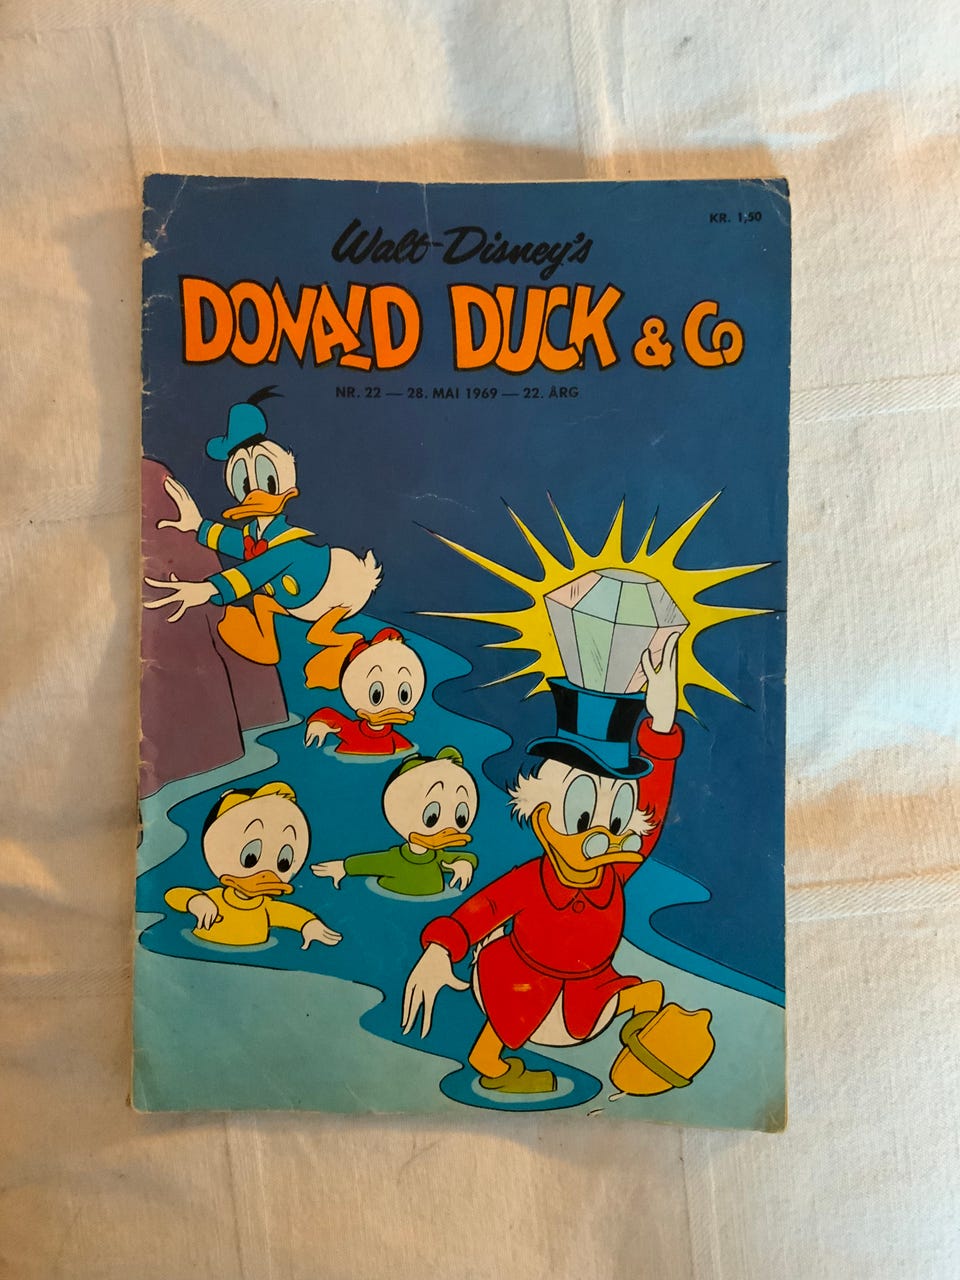 KR. 1,50
Walt Disney's
DONALD DUCK & Co
NR. 22 — 28. MAI 1969 — 22. ÅRG